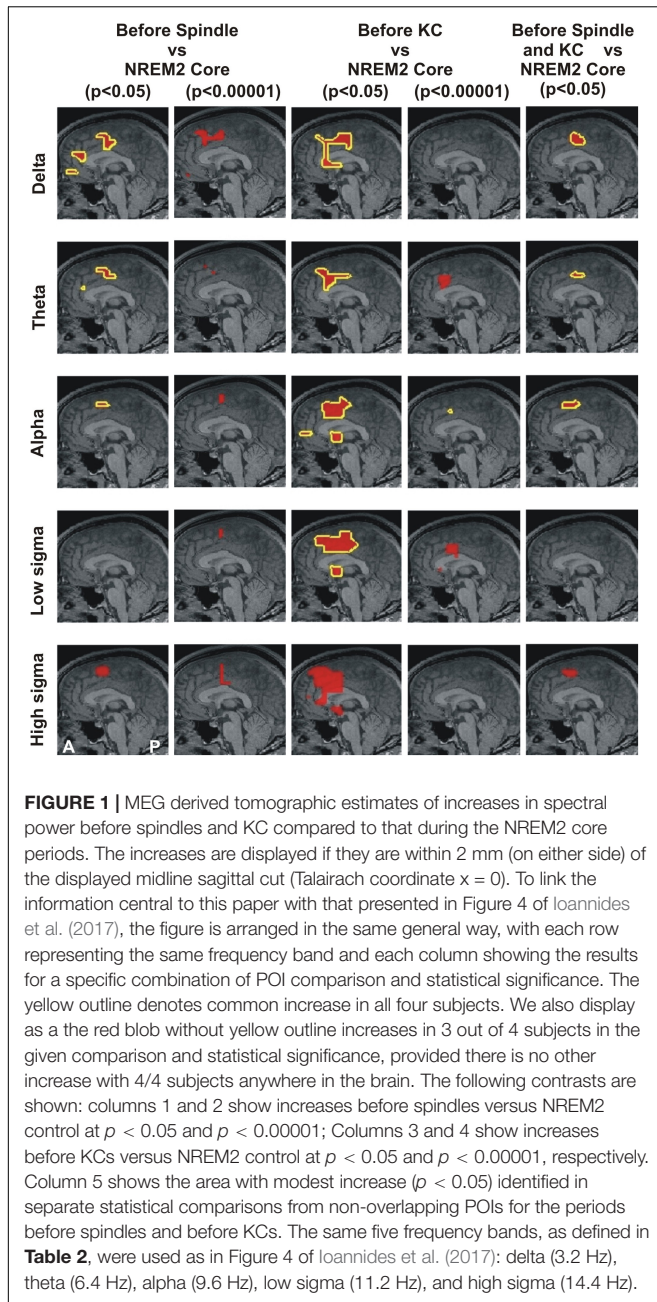 Before Spindle
vs
NREM2 Core
(p<0.05) (p<0.00001)
Before KC
vs
NREM2 Core
(p<0.05) (p<0.00001)
Before Spindle
and KC vs
NREM2 Core
(p<0.05)
Delta
Theta
Alpha
Low sigma
High sigma
A P
FIGURE 1 | MEG derived tomographic estimates of increases in spectral
power before spindles and KC compared to that during the NREM2 core
periods. The increases are displayed if they are within 2 mm (on either side) of
the displayed midline sagittal cut (Talairach coordinate x = 0). To link the
information central to this paper with that presented in Figure 4 of Ioannides
et al. (2017), the figure is arranged in the same general way, with each row
representing the same frequency band and each column showing the results
for a specific combination of POI comparison and statistical significance. The
yellow outline denotes common increase in all four subjects. We also display
as a the red blob without yellow outline increases in 3 out of 4 subjects in the
given comparison and statistical significance, provided there is no other
increase with 4/4 subjects anywhere in the brain. The following contrasts are
shown: columns 1 and 2 show increases before spindles versus NREM2
control at p < 0.05 and p < 0.00001; Columns 3 and 4 show increases
before KCs versus NREM2 control at p < 0.05 and p < 0.00001, respectively.
Column 5 shows the area with modest increase (p < 0.05) identified in
separate statistical comparisons from non-overlapping POIs for the periods
before spindles and before KCs. The same five frequency bands, as defined in
Table 2, were used as in Figure 4 of Ioannides et al. (2017): delta (3.2 Hz),
theta (6.4 Hz), alpha (9.6 Hz), low sigma (11.2 Hz), and high sigma (14.4 Hz).